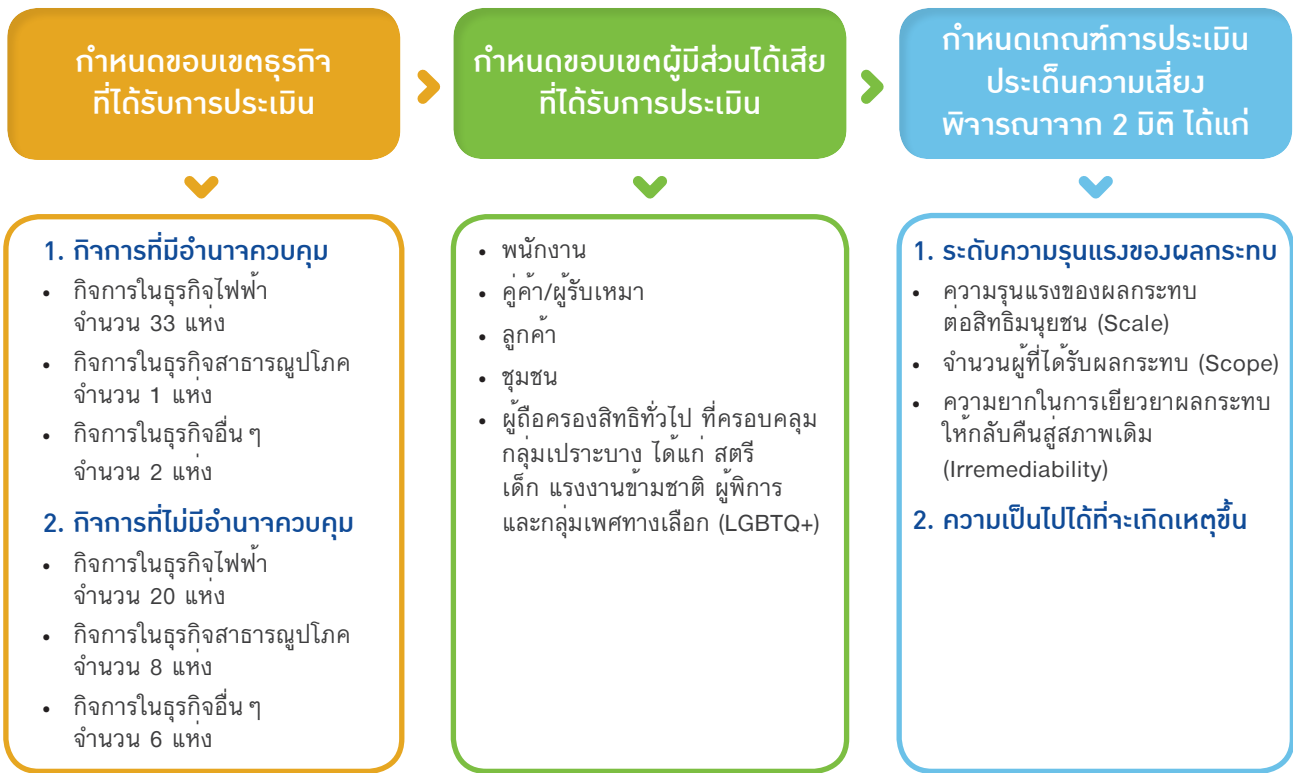 กำหนดขอบเขตธุรกิจ
ที่ได้รับการประเมิน
กำหนดขอบเขตผู้มีส่วนได้เสีย
ที่ได้รับการประเมิน
กำหนดเกณฑ์การประเมิน
ประเด็นความเสี่ยง
พิจารณาจาก 2 มิติ ได้แก่
1. กิจการที่มีอำนาจควบคุม
• กิจการในธุรกิจไฟฟ้า
จำนวน 33 แห่ง
• กิจการในธุรกิจสาธารณูปโภค
จำนวน 1 แห่ง
• กิจการในธุรกิจอื่น ๆ
จำนวน 2 แห่ง
2. กิจการที่ไม่มีอำนาจควบคุม
• กิจการในธุรกิจไฟฟ้า
จำนวน 20 แห่ง
• กิจการในธุรกิจสาธารณูปโภค
จำนวน 8 แห่ง
• กิจการในธุรกิจอื่น ๆ
จำนวน 6 แห่ง
• พนักงาน
• คู่ค้า/ผู้รับเหมา
• ลูกค้า
• ชุมชน
• ผู้ถือครองสิทธิทั่วไป ที่ครอบคลุม
กลุ่มเปราะบาง ได้แก่ สตรี
เด็ก แรงงานข้ามชาติ ผู้พิการ
และกลุ่มเพศทางเลือก (LGBTQ+)
1. ระดับความรุนแรงของผลกระทบ
• ความรุนแรงของผลกระทบ
ต่อสิทธิมนุยชน (Scale)
• จำนวนผู้ที่ได้รับผลกระทบ (Scope)
• ความยากในการเยียวยาผลกระทบ
ให้กลับคืนสู่สภาพเดิม
(Irremediability)
2. ความเป็นไปได้ที่จะเกิดเหตุขึ้น